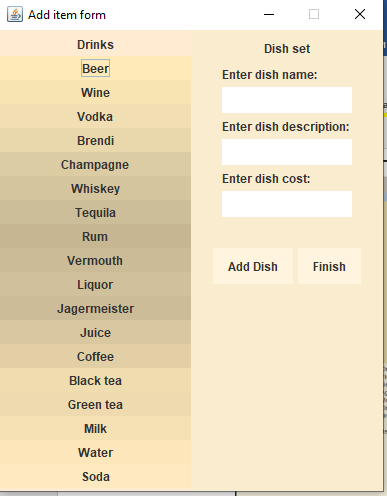 Add item form
Drinks
Beer
Wine
Vodka
Brendi
Champagne
Whiskey
Tequila
Rum
Vermouth
Liquor
Jagermeister
Juice
Coffee
Black tea
Green tea
Milk
Water
Soda
Dish set
Enter dish name:
Enter dish description:
Enter dish cost:
Add Dish Finish